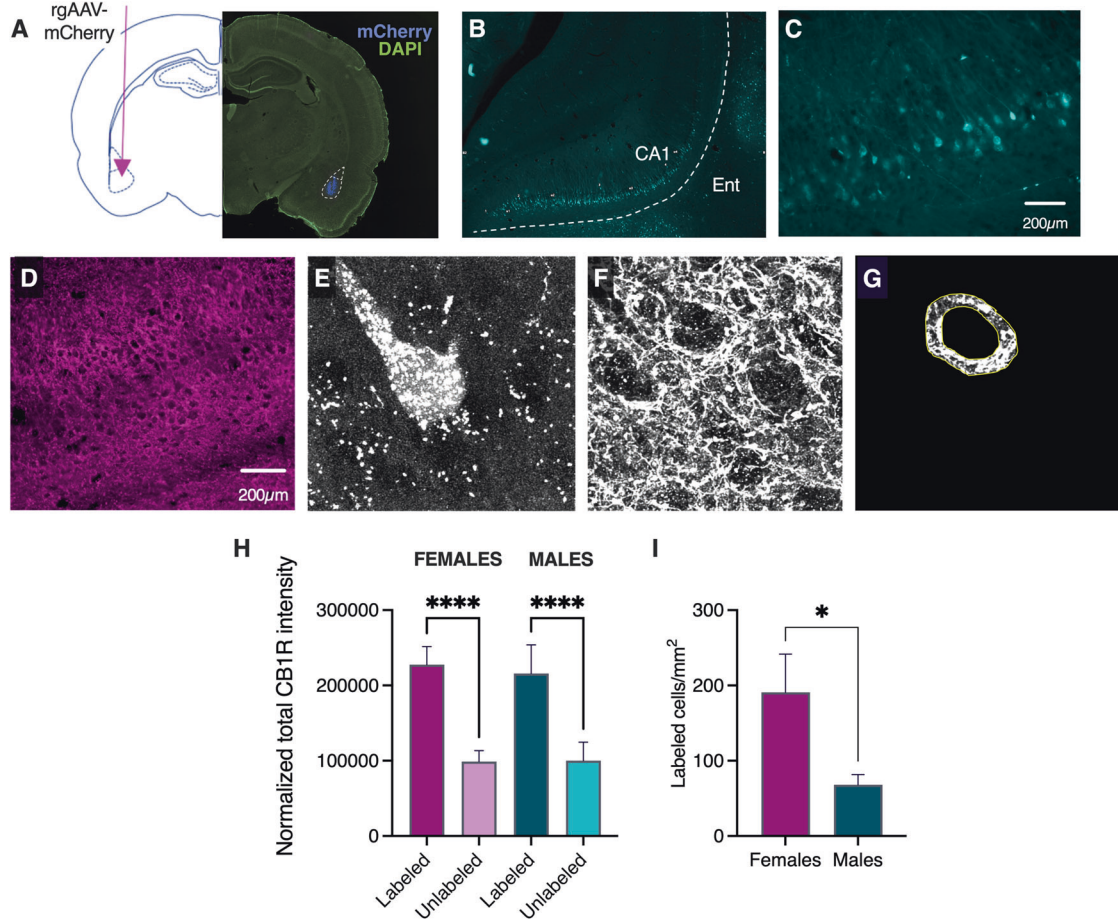 A
rgAAV-
mCherry
mCherry
DAPI
B
CA1
Ent
C
200µm
D
200µm
E
F
G
H
FEMALES
MALES
Normalized total CB1R intensity
300000
200000
100000
0
****
****
Labeled
Unlabeled
Labeled
Unlabeled
I
Labeled cells/mm²
300
200
100
0
*
Females
Males